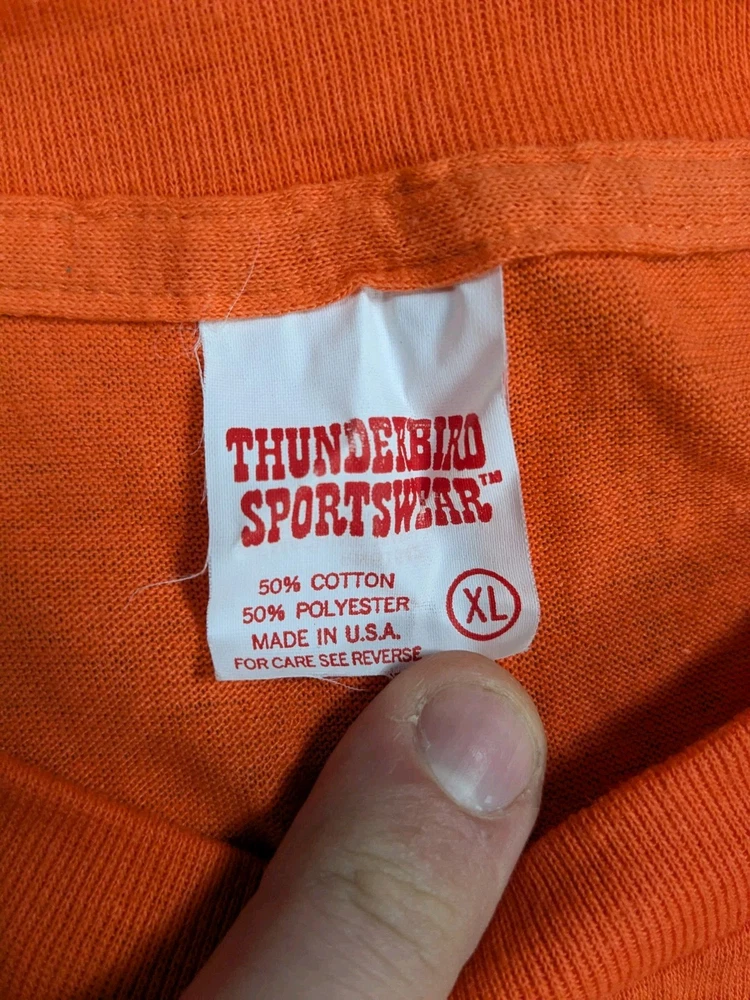 THUNDERBIRD
SPORTSWEAR™
50% COTTON
50% POLYESTER
MADE IN U.S.A.
FOR CARE SEE REVERSE
XL